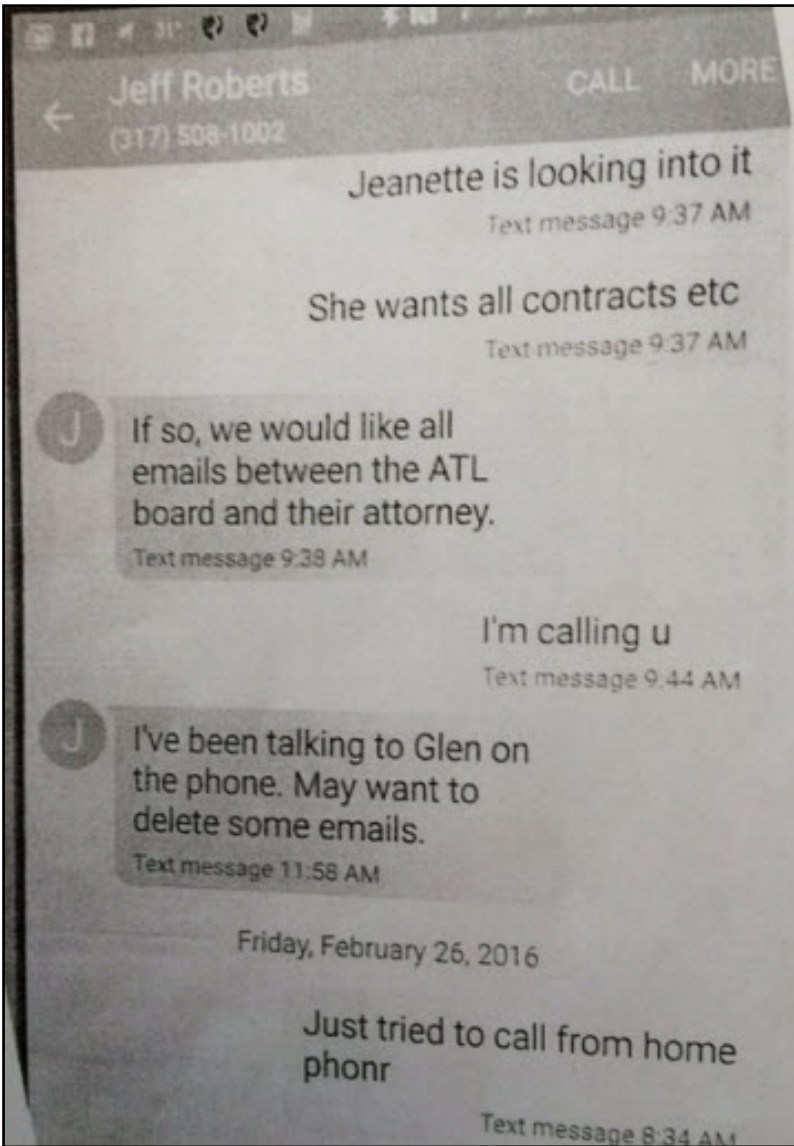 31°
Jeff Roberts
CALL MORE
(317) 508-1002
Jeanette is looking into it
Text message 9:37 AM
She wants all contracts etc
Text message 9:37 AM
J
If so, we would like all
emails between the ATL
board and their attorney.
Text message 9:38 AM
I'm calling u
Text message 9:44 AM
J
I've been talking to Glen on
the phone. May want to
delete some emails.
Text message 11:58 AM
Friday, February 26, 2016
Just tried to call from home
phonr
Text message 8:34 AM